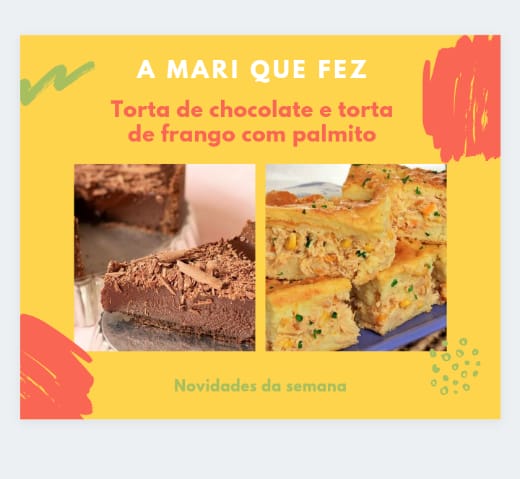 A MARI QUE FEZ
Torta de chocolate e torta
de frango com palmito
Novidades da semana